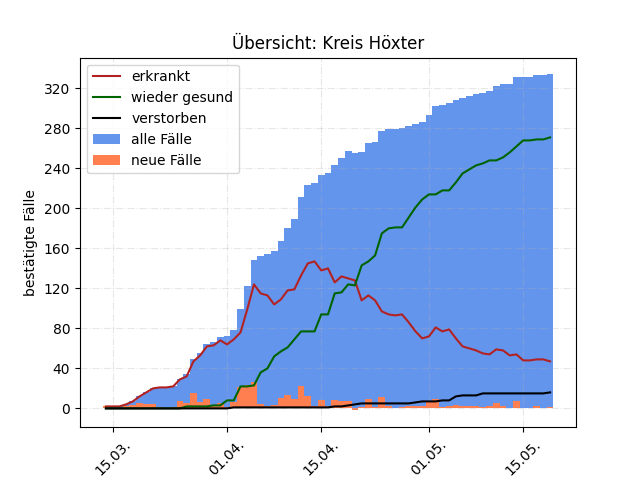 Übersicht: Kreis Höxter
erkrankt
wieder gesund
verstorben
alle Fälle
neue Fälle
bestätigte Fälle
320
280
240
200
160
120
80
40
0
15.03.
01.04.
15.04.
01.05.
15.05.